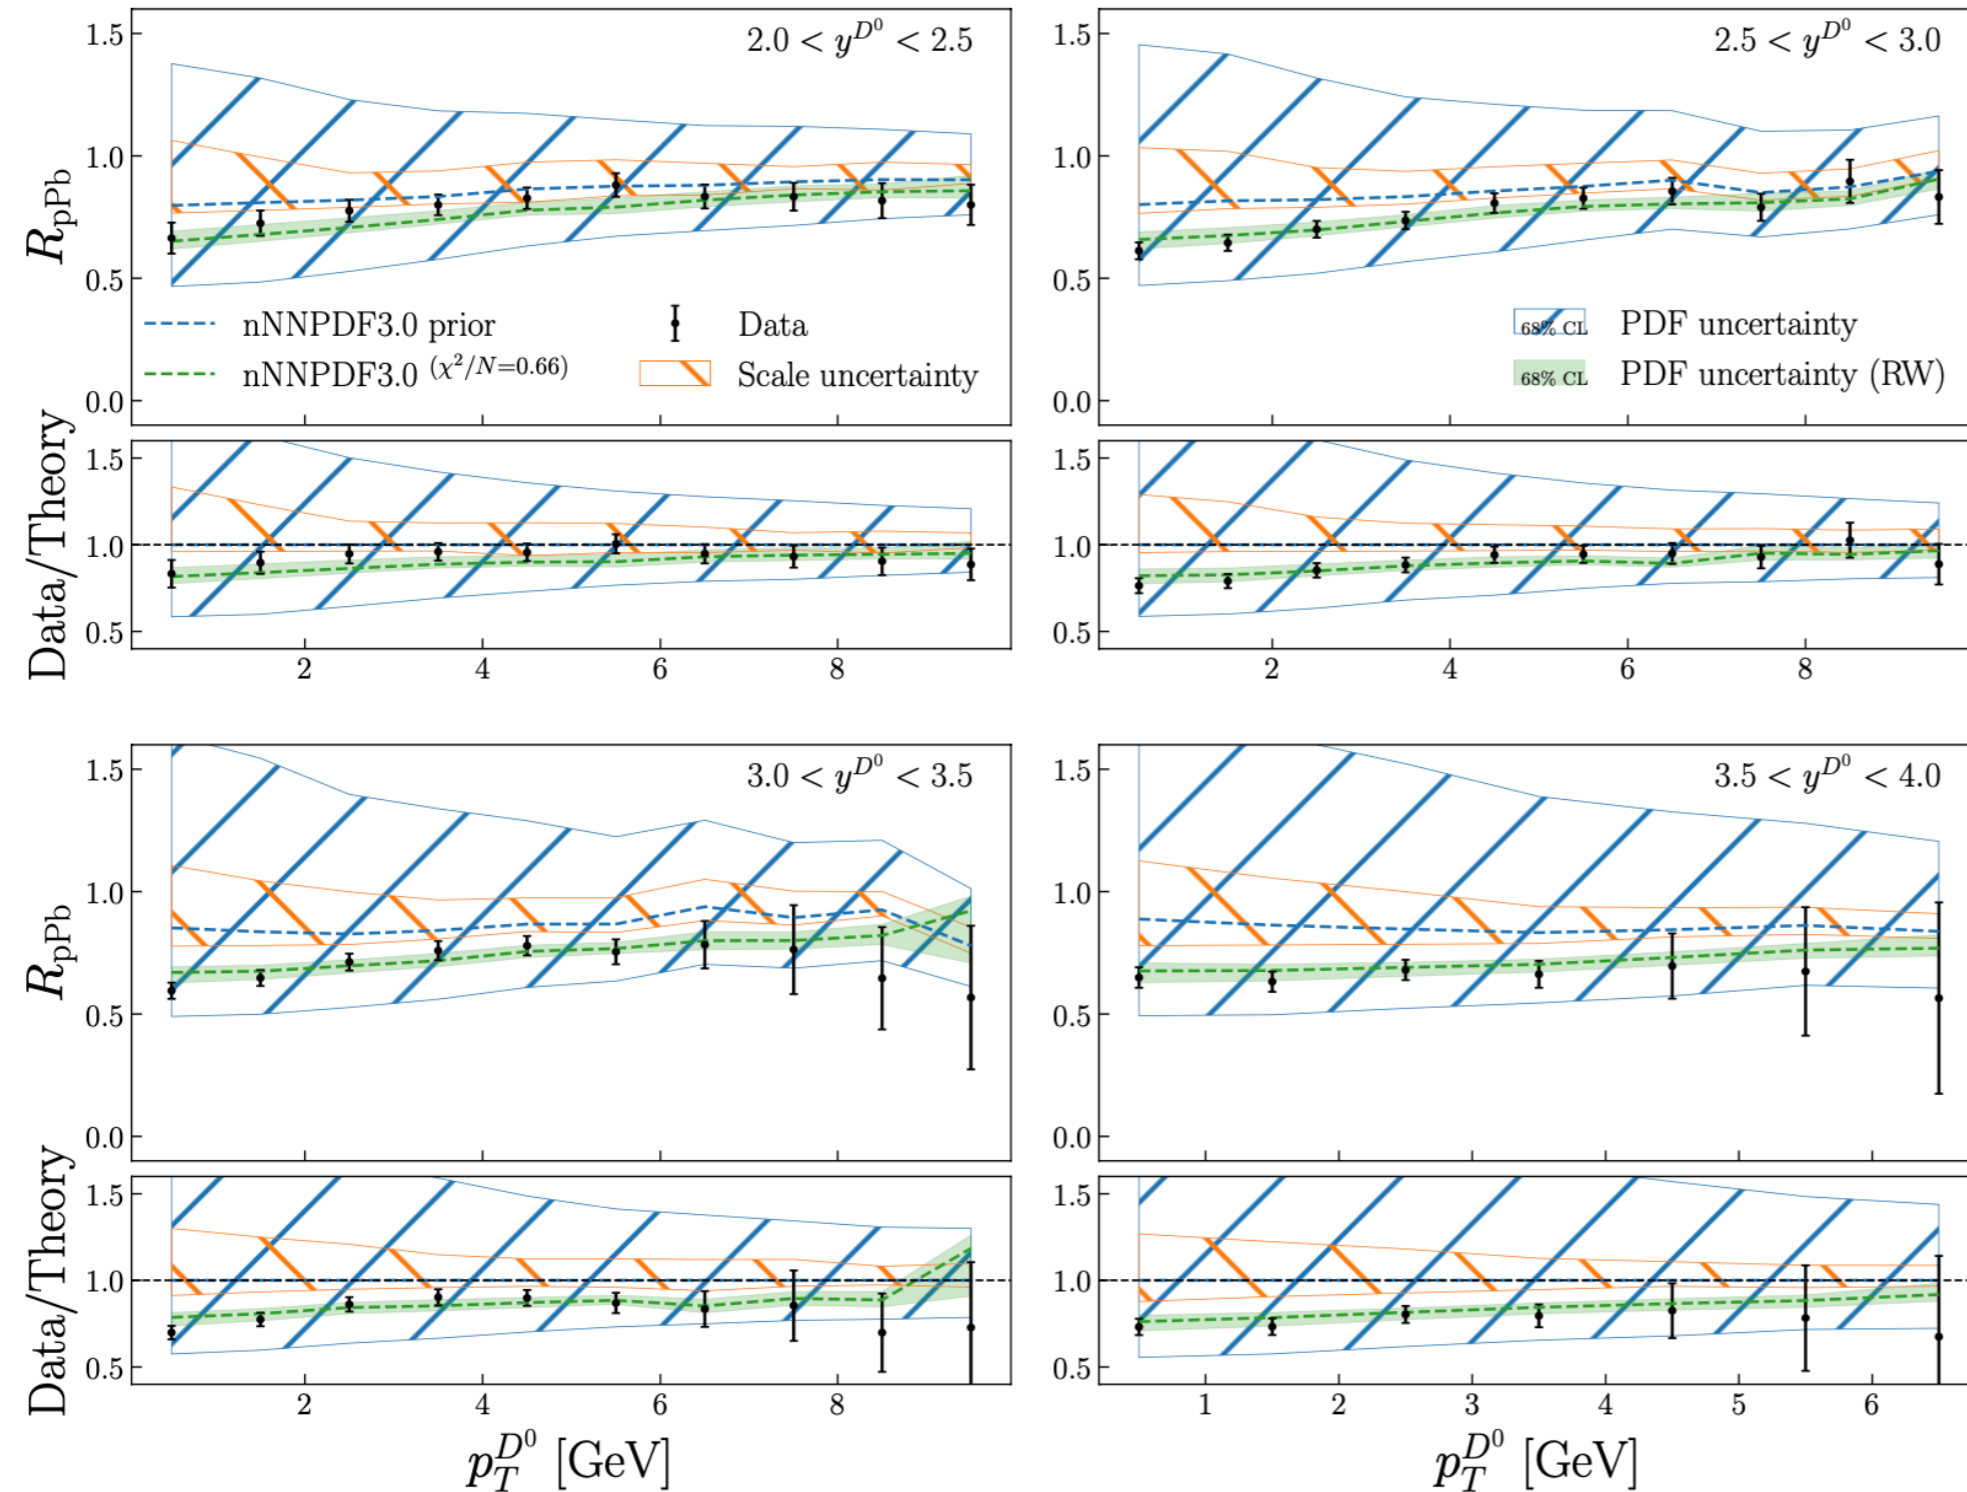 2.0 < y^{D^0} < 2.5
1.5
1.0
0.5
0.0
R_{pPb}
nNNPDF3.0 prior
nNNPDF3.0 (χ²/N=0.66)
Data
Scale uncertainty
1.5
1.0
0.5
Data/Theory
2 4 6 8
2.5 < y^{D^0} < 3.0
1.5
1.0
0.5
0.0
68% CL PDF uncertainty
68% CL PDF uncertainty (RW)
1.5
1.0
0.5
2 4 6 8
3.0 < y^{D^0} < 3.5
1.5
1.0
0.5
0.0
R_{pPb}
1.5
1.0
0.5
Data/Theory
2 4 6 8
p_T^{D^0} [GeV]
3.5 < y^{D^0} < 4.0
1.5
1.0
0.5
0.0
1.5
1.0
0.5
1 2 3 4 5 6
p_T^{D^0} [GeV]